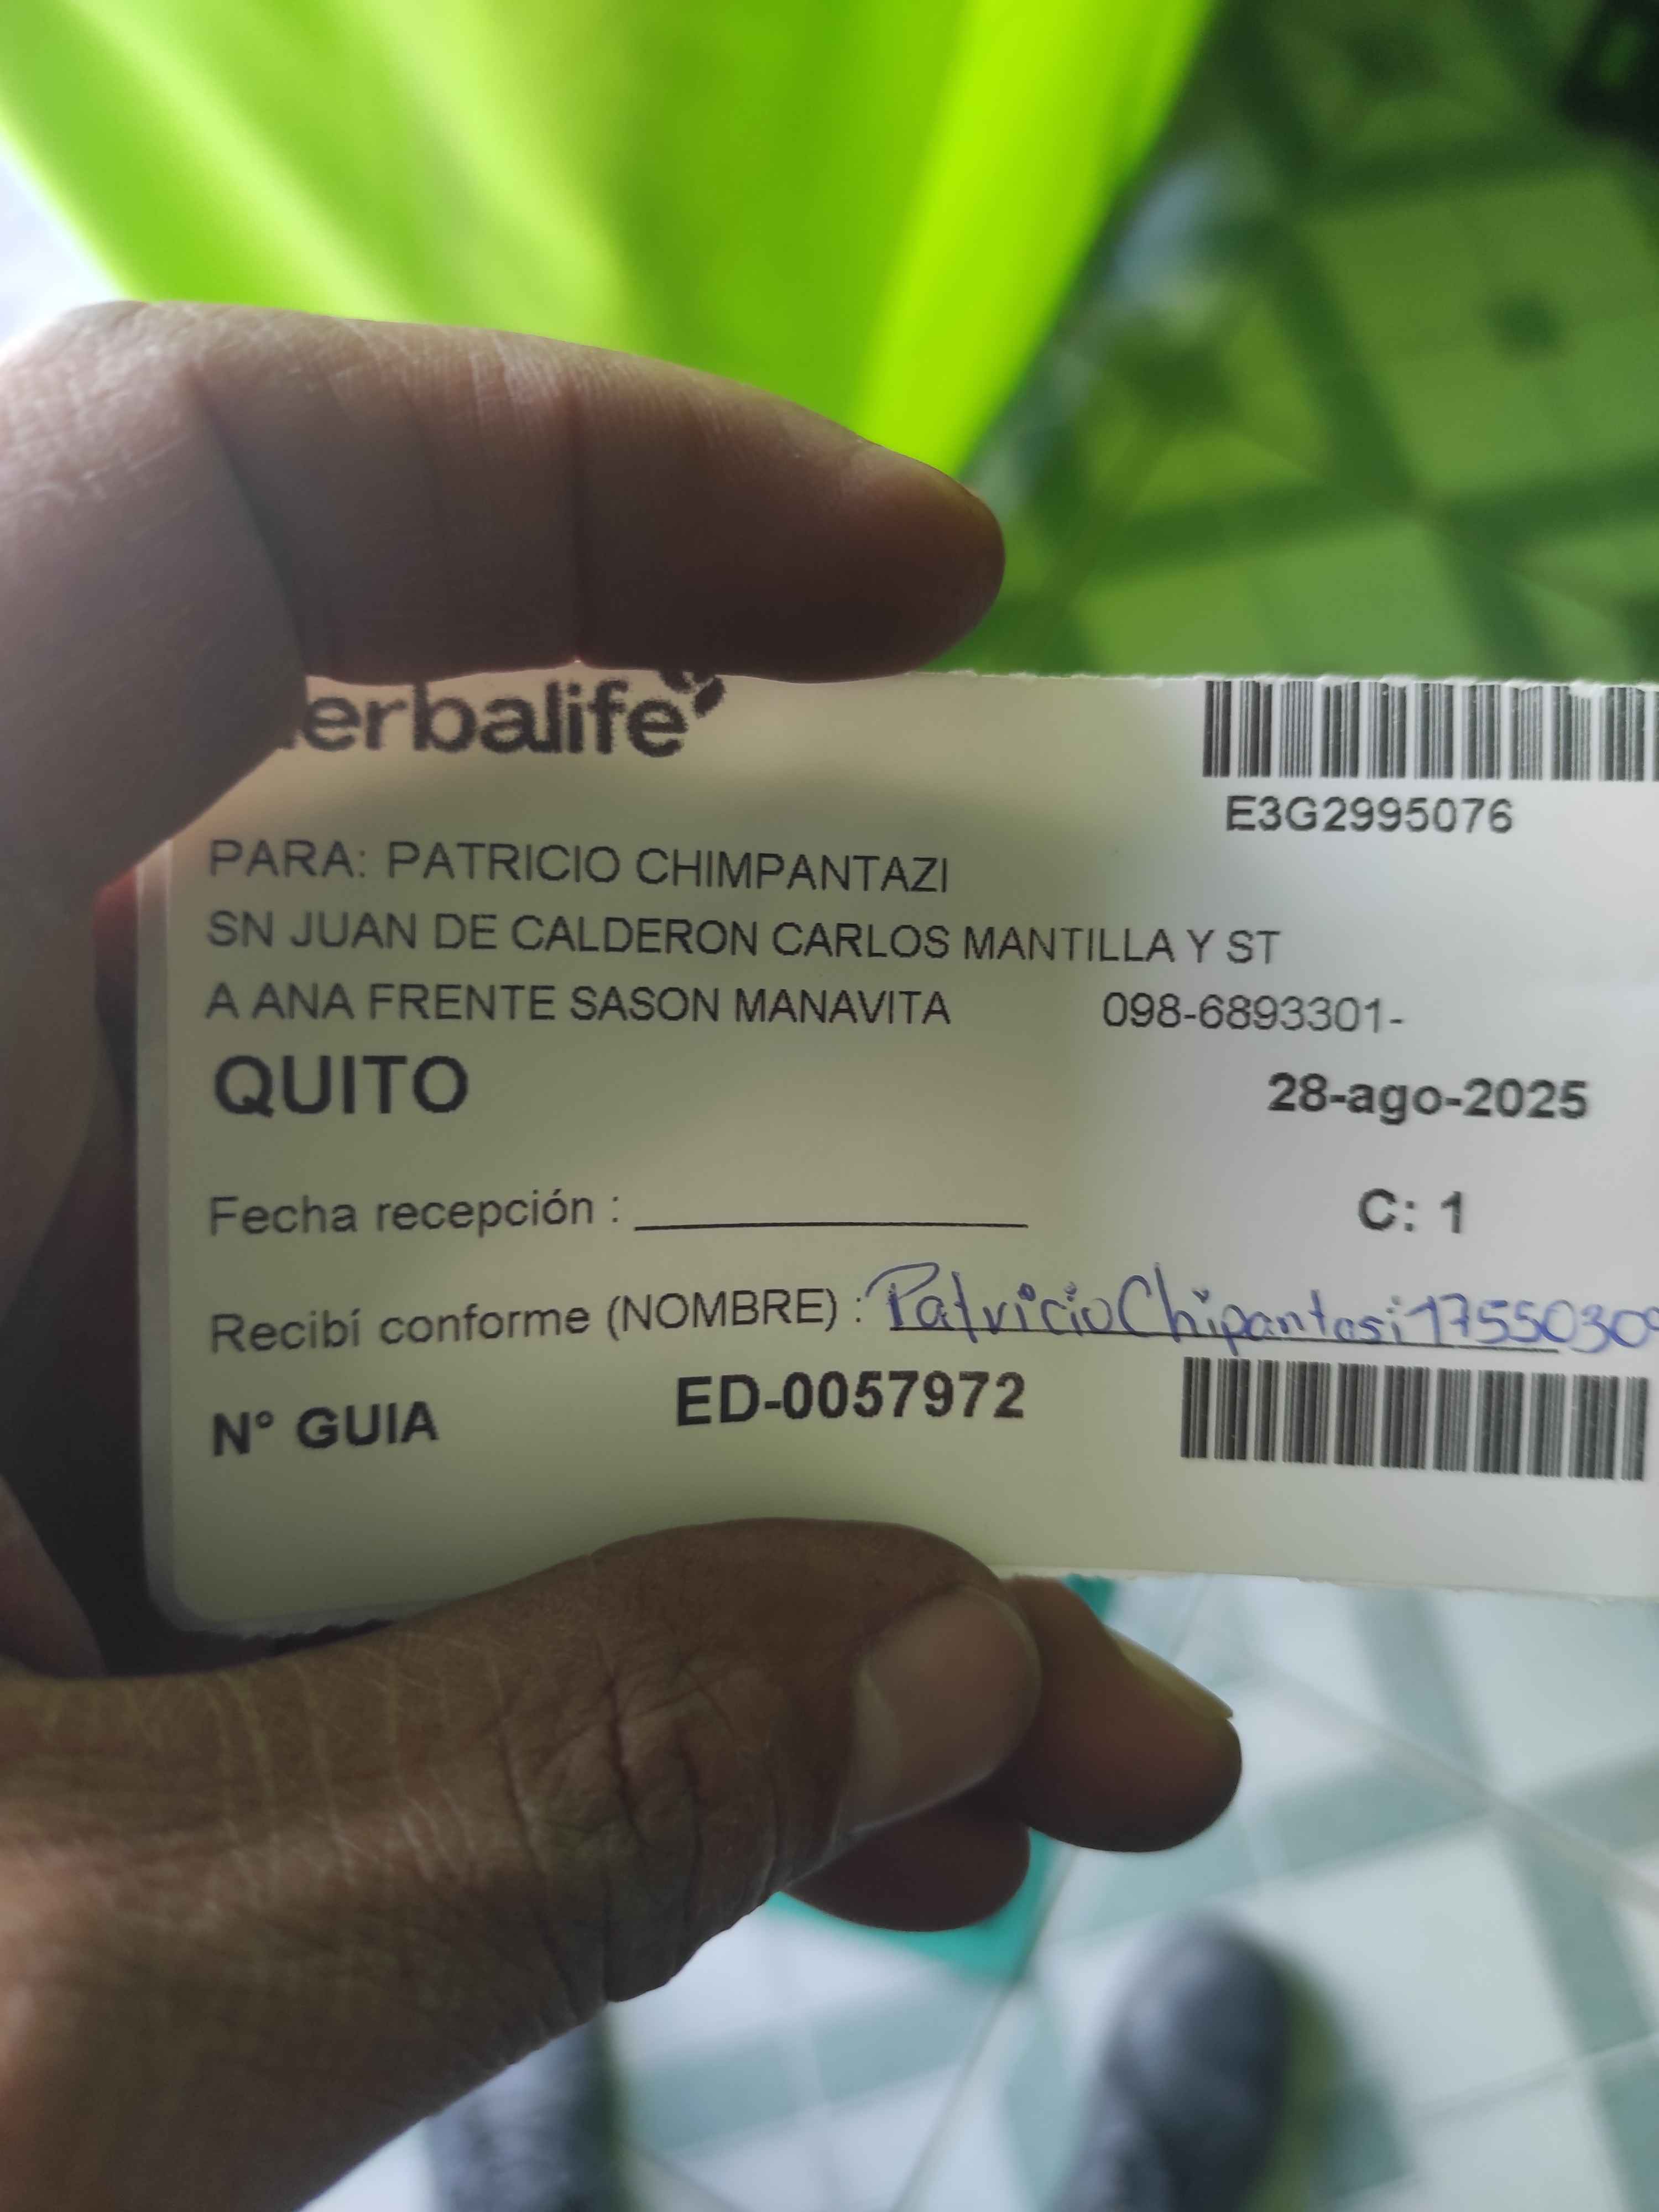 erbalife
E3G2995076
PARA: PATRICIO CHIMPANTAZI
SN JUAN DE CALDERON CARLOS MANTILLA Y ST
A ANA FRENTE SASON MANAVITA 098-6893301-
QUITO 28-ago-2025
Fecha recepción : C: 1
Recibí conforme (NOMBRE) : Patricio Chipantasi 17550309
N° GUIA ED-0057972